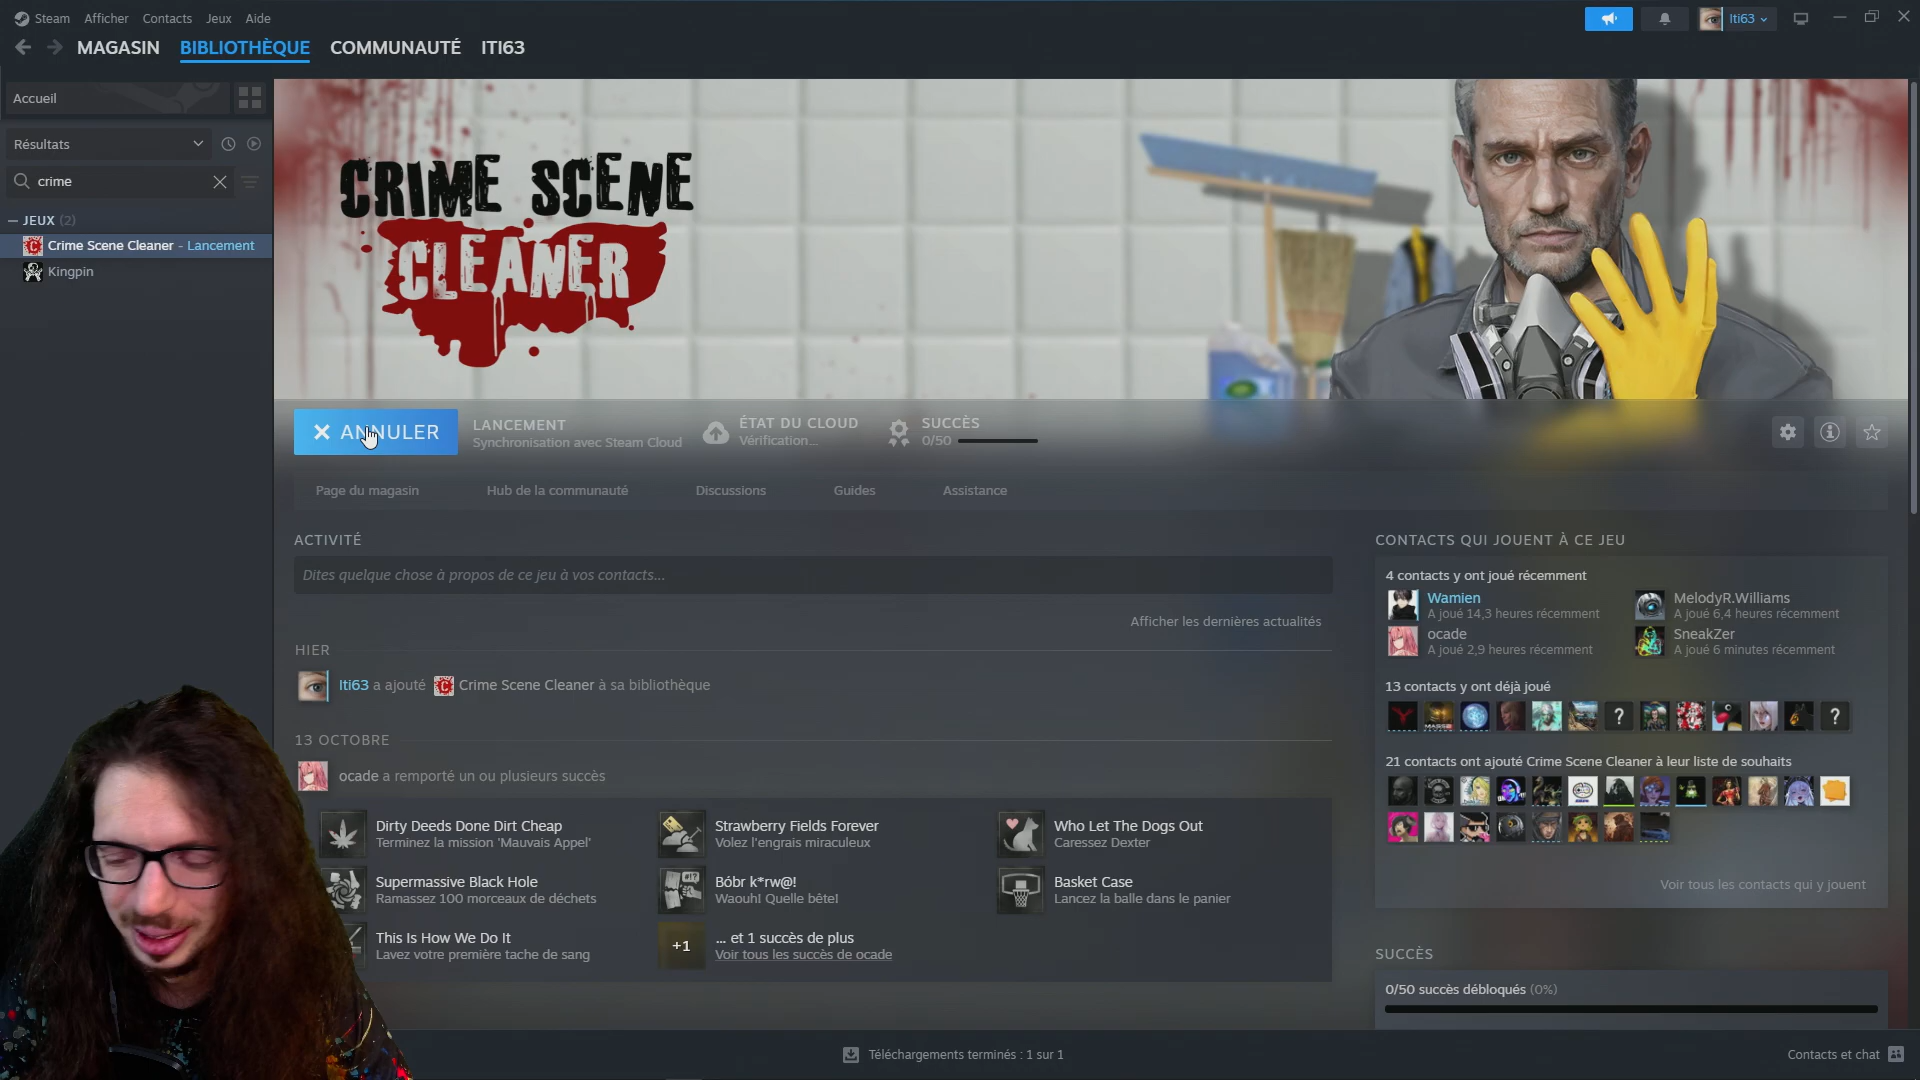 Steam Afficher Contacts Jeux Aide
Iti63
MAGASIN BIBLIOTHÈQUE COMMUNAUTÉ ITI63
Accueil
Résultats
crime
— JEUX (2)
Crime Scene Cleaner - Lancement
Kingpin
CRIME SCENE
CLEANER
ANNULER
LANCEMENT
Synchronisation avec Steam Cloud
ÉTAT DU CLOUD
Vérification...
SUCCÈS
0/50
Page du magasin Hub de la communauté Discussions Guides Assistance
ACTIVITÉ
Dites quelque chose à propos de ce jeu à vos contacts...
Afficher les dernières actualités
HIER
Iti63 a ajouté Crime Scene Cleaner à sa bibliothèque
13 OCTOBRE
ocade a remporté un ou plusieurs succès
Dirty Deeds Done Dirt Cheap
Terminez la mission 'Mauvais Appel'
Strawberry Fields Forever
Volez l'engrais miraculeux
Who Let The Dogs Out
Caressez Dexter
Supermassive Black Hole
Ramassez 100 morceaux de déchets
Bóbr k*rw@!
Waouh! Quelle bête!
Basket Case
Lancez la balle dans le panier
This Is How We Do It
Lavez votre première tache de sang
+1
... et 1 succès de plus
Voir tous les succès de ocade
CONTACTS QUI JOUENT À CE JEU
4 contacts y ont joué récemment
Wamien
A joué 14,3 heures récemment
MelodyR.Williams
A joué 6,4 heures récemment
ocade
A joué 2,9 heures récemment
SneakZer
A joué 6 minutes récemment
13 contacts y ont déjà joué
? ?
21 contacts ont ajouté Crime Scene Cleaner à leur liste de souhaits
Voir tous les contacts qui y jouent
SUCCÈS
0/50 succès débloqués (0%)
Téléchargements terminés : 1 sur 1
Contacts et chat